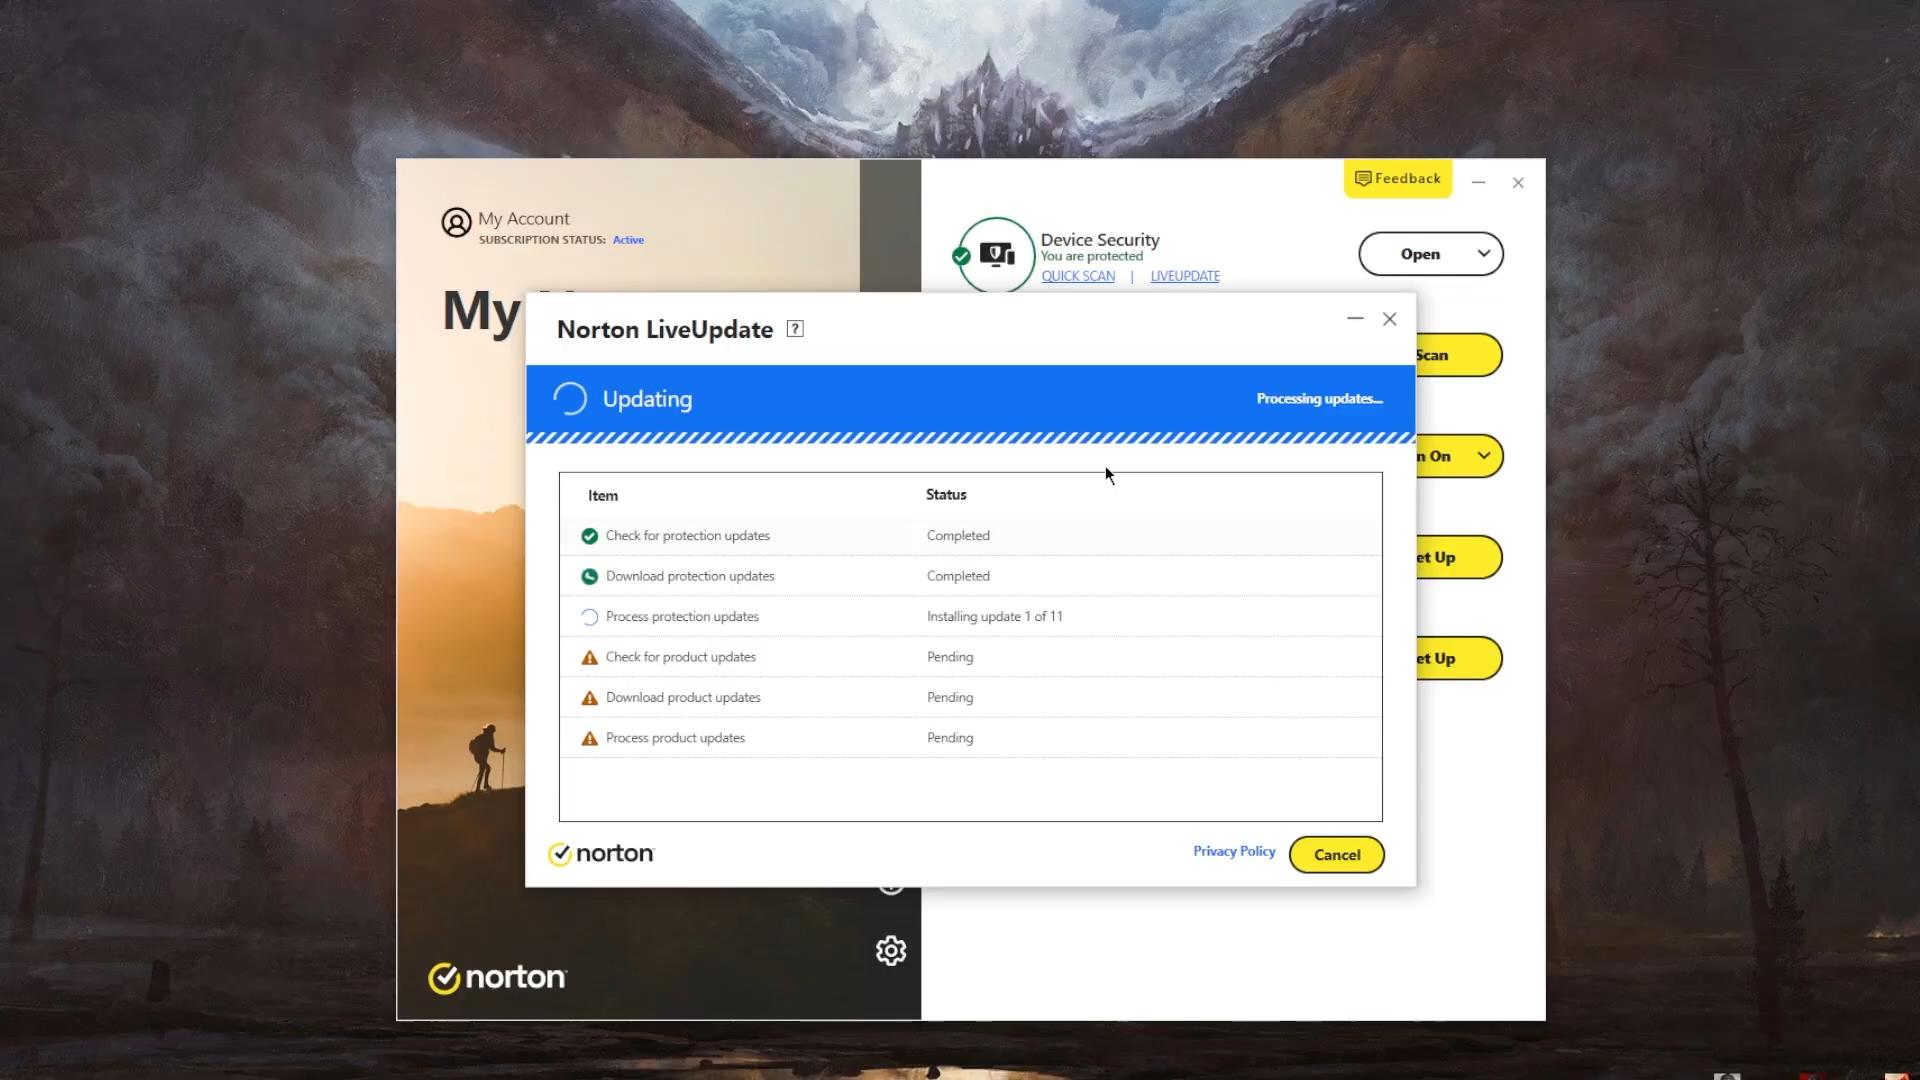 Feedback
My Account
SUBSCRIPTION STATUS: Active
My
Device Security
You are protected
QUICK SCAN | LIVEUPDATE
Open
Norton LiveUpdate ?
Scan
Updating
Processing updates...
n On
Item Status
Check for protection updates Completed
Download protection updates Completed
et Up
Process protection updates Installing update 1 of 11
Check for product updates Pending
et Up
Download product updates Pending
Process product updates Pending
norton
Privacy Policy
Cancel
norton